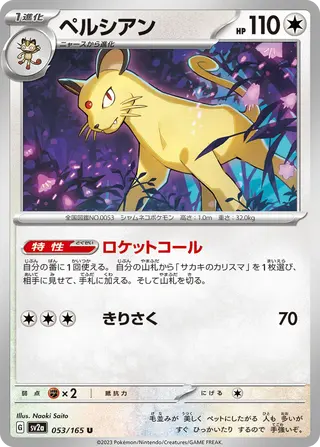 1進化
ペルシアン
HP 110
ニャースから進化
全国図鑑NO.0053 シャムネコポケモン 高さ:1.0m 重さ:32.0kg
特性 ロケットコール
自分の番に1回使える。自分の山札から「サカキのカリスマ」を1枚選び、
相手に見せて、手札に加える。そして山札を切る。
きりさく 70
弱点 ×2 抵抗力 にげる
G sv2a 053/165 U
Illus. Naoki Saito
毛並みが美しく ペットにしたがる
人も多いが すぐ ひっかいてくるので
手強いぞ。
©2023 Pokémon/Nintendo/Creatures/GAME FREAK.